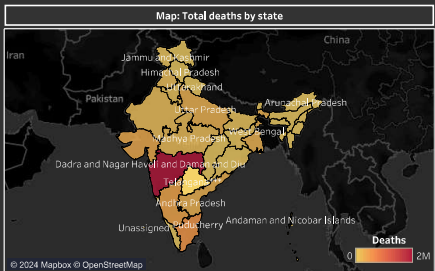 Map: Total deaths by state
China
Iran
Jammu and Kashmir
Himachal Pradesh
Uttarakhand
Pakistan
Arunachal Pradesh
Uttar Pradesh
West Bengal
Madhya Pradesh
Dadra and Nagar Haveli and Daman and Diu
Telangana
Andhra Pradesh
Andaman and Nicobar Islands
Puducherry
Unassigned
Deaths
0 2M
© 2024 Mapbox © OpenStreetMap